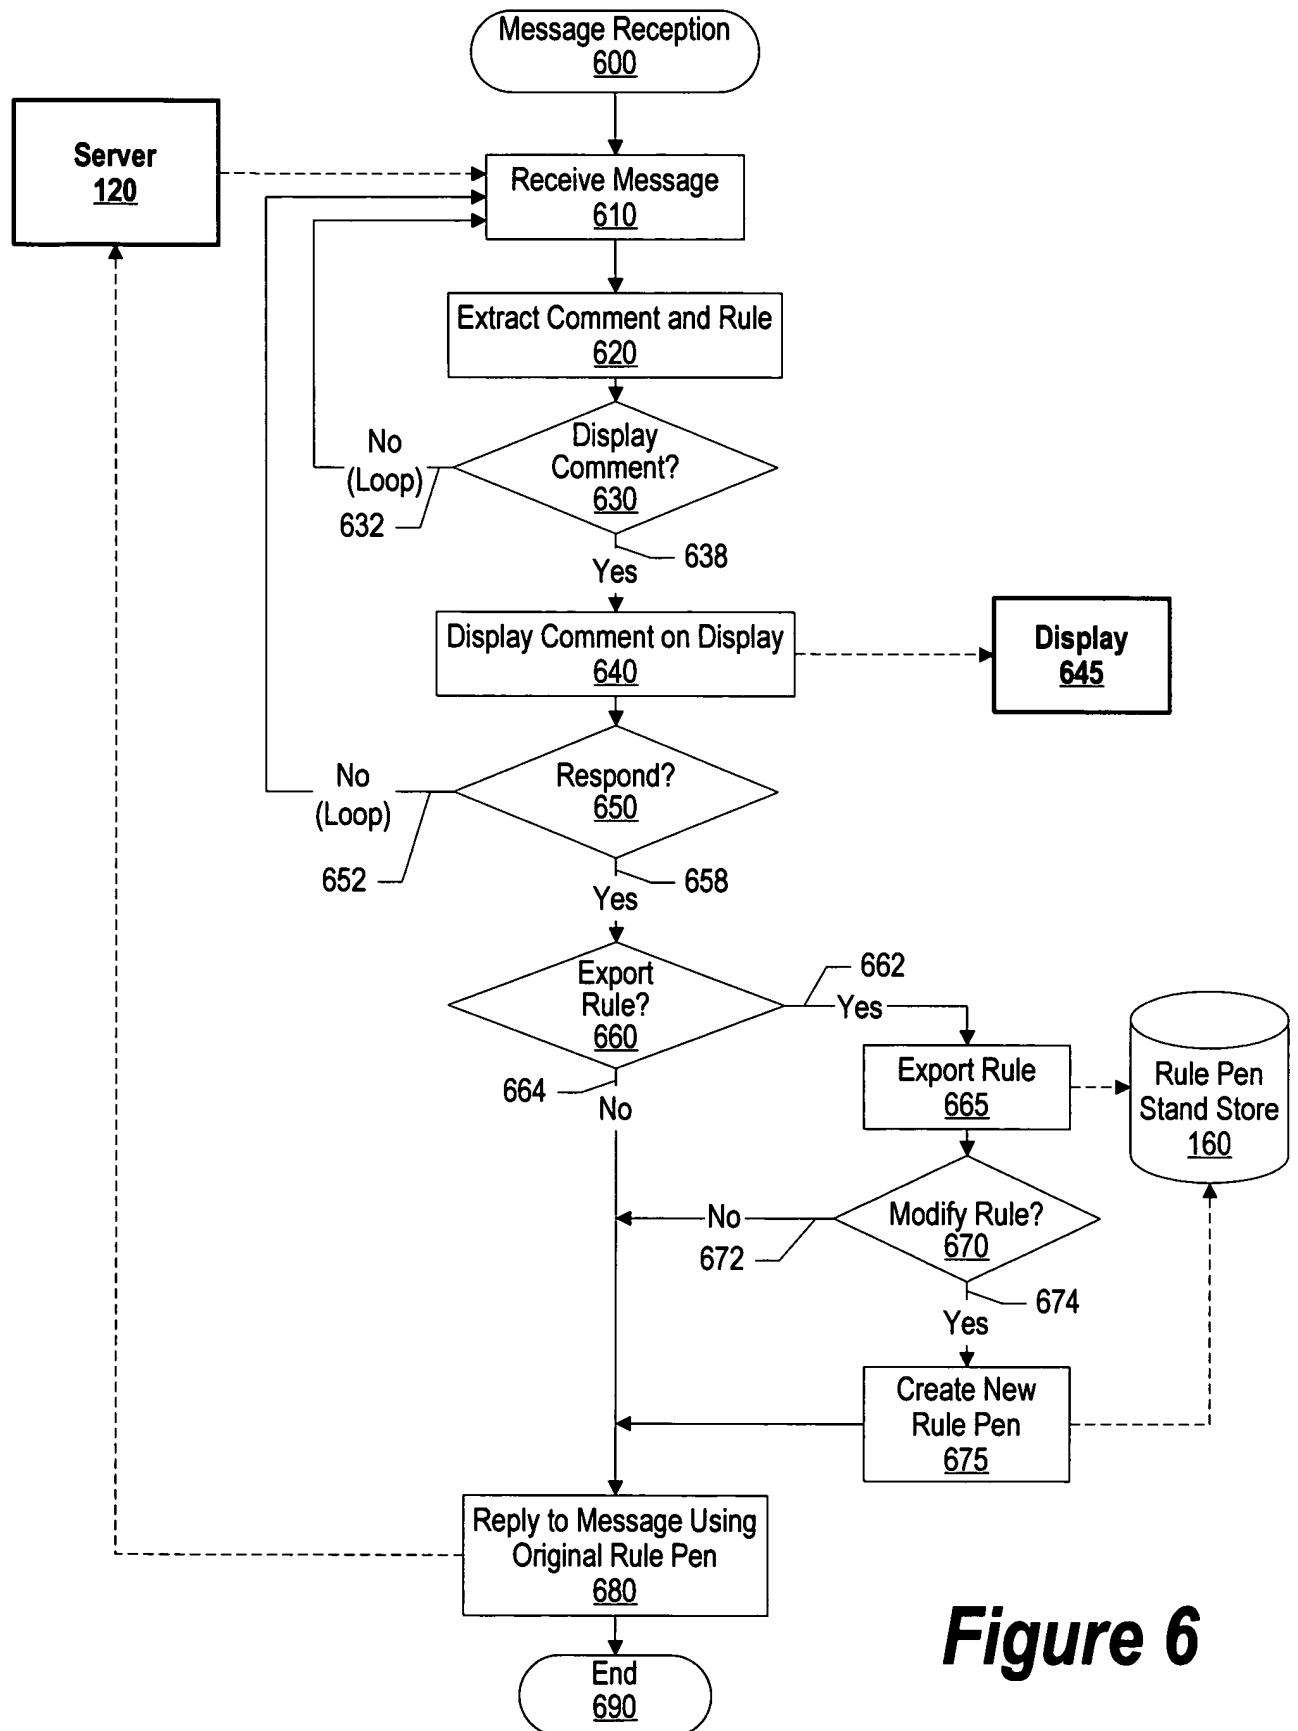 Message Reception
600
Server
120
Receive Message
610
Extract Comment and Rule
620
Display
Comment?
630
No
(Loop)
632
638
Yes
Display Comment on Display
640
Display
645
Respond?
650
No
(Loop)
652
658
Yes
Export
Rule?
660
662
Yes
664
No
Export Rule
665
Rule Pen
Stand Store
160
Modify Rule?
670
No
672
674
Yes
Create New
Rule Pen
675
Reply to Message Using
Original Rule Pen
680
End
690
Figure 6